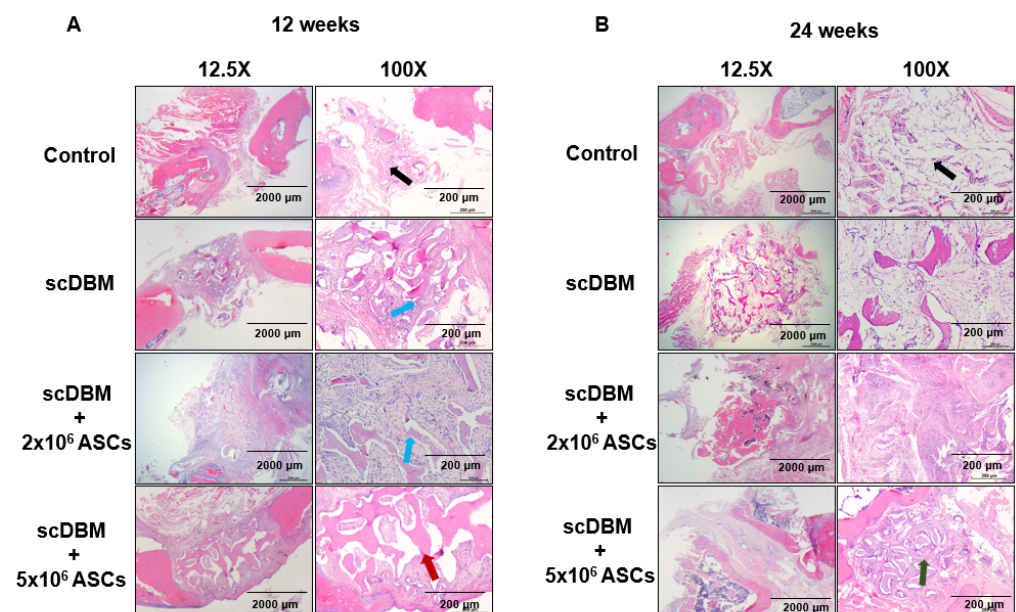 A
12 weeks
12.5X 100X
Control
2000 µm
200 µm
scDBM
2000 µm
200 µm
scDBM
+
2x10⁶ ASCs
2000 µm
200 µm
scDBM
+
5x10⁶ ASCs
2000 µm
200 µm
B
24 weeks
12.5X 100X
Control
2000 µm
200 µm
scDBM
2000 µm
200 µm
scDBM
+
2x10⁶ ASCs
2000 µm
200 µm
scDBM
+
5x10⁶ ASCs
2000 µm
200 µm